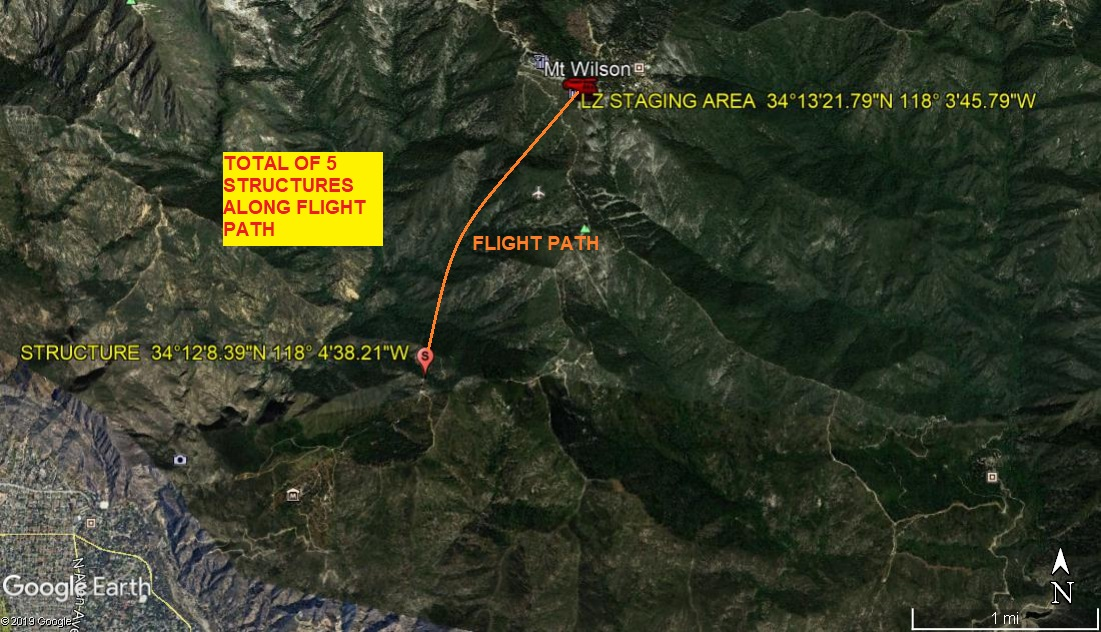 Mt Wilson
LZ STAGING AREA  34°13'21.79"N 118° 3'45.79"W
TOTAL OF 5
STRUCTURES
ALONG FLIGHT
PATH
FLIGHT PATH
STRUCTURE  34°12'8.39"N 118° 4'38.21"W
S
Google Earth
© 2019 Google
N
1 mi